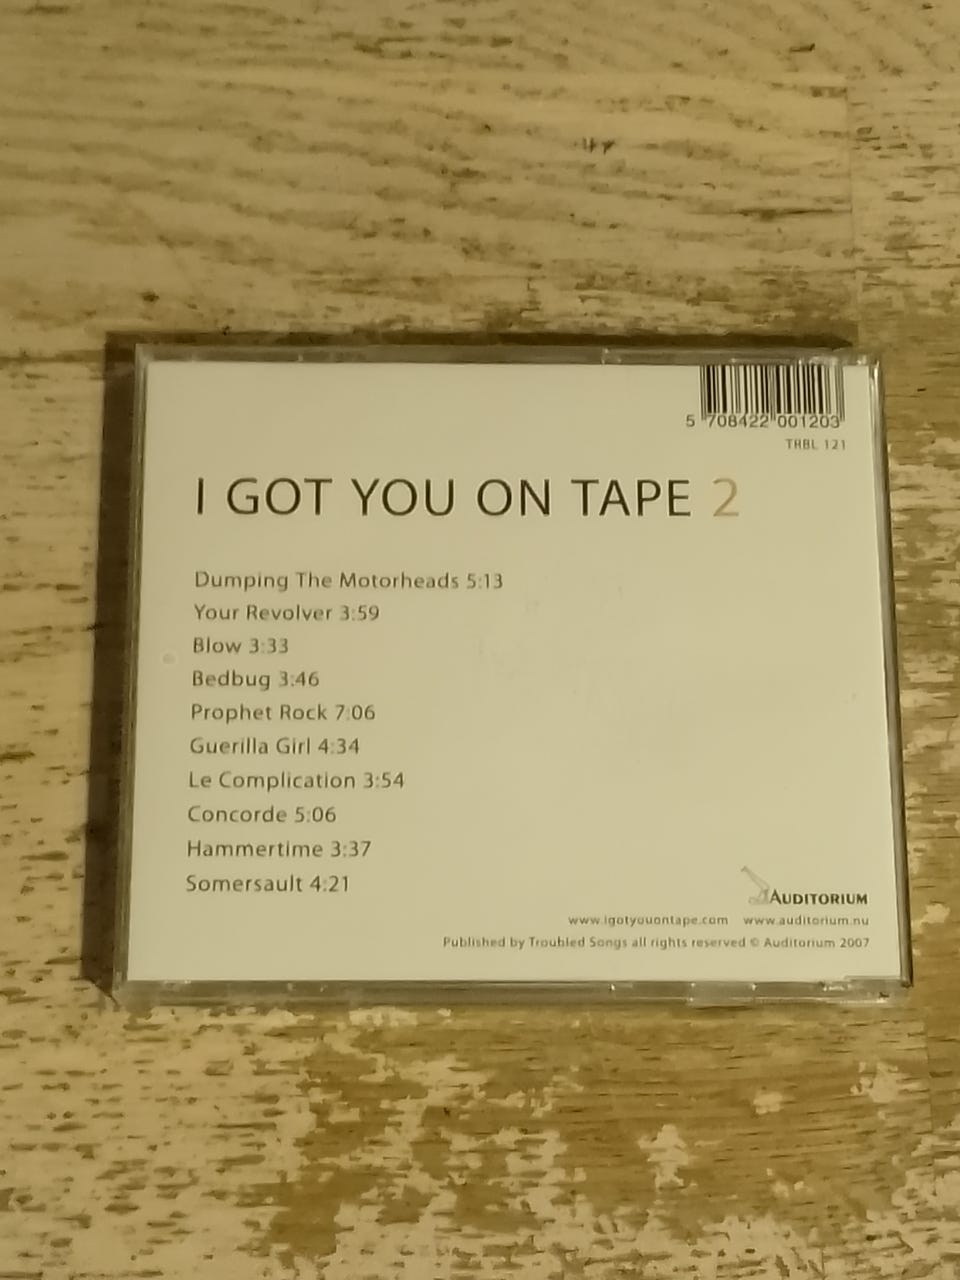 5 708422 001203
TRBL 121
I GOT YOU ON TAPE 2
Dumping The Motorheads 5:13
Your Revolver 3:59
Blow 3:33
Bedbug 3:46
Prophet Rock 7:06
Guerilla Girl 4:34
Le Complication 3:54
Concorde 5:06
Hammertime 3:37
Somersault 4:21
AUDITORIUM
www.igotyouontape.com www.auditorium.nu
Published by Troubled Songs all rights reserved © Auditorium 2007